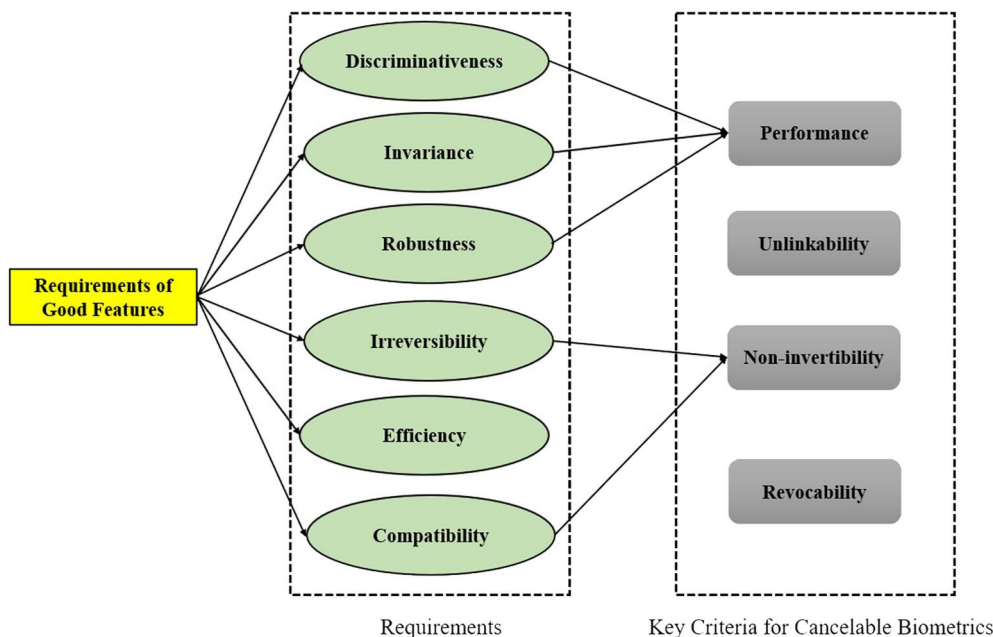 Requirements of
Good Features
Discriminativeness
Invariance
Robustness
Irreversibility
Efficiency
Compatibility
Performance
Unlinkability
Non-invertibility
Revocability
Requirements
Key Criteria for Cancelable Biometrics